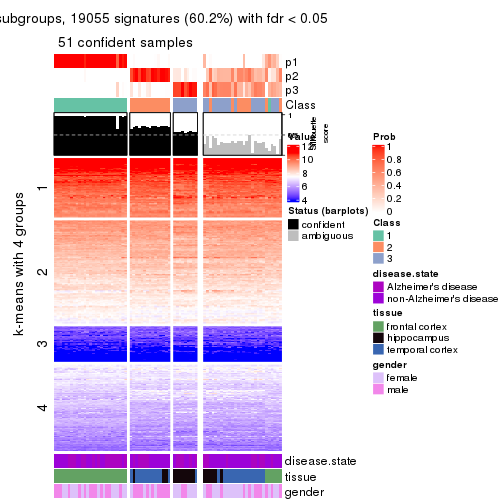 subgroups, 19055 signatures (60.2%) with fdr < 0.05
51 confident samples
p1
p2
p3
Class
1
Silhouette
score
k-means with 4 groups
1
2
3
4
Value
12
10
8
6
4
Status (barplots)
confident
ambiguous
Prob
1
0.8
0.6
0.4
0.2
0
Class
1
2
3
disease.state
Alzheimer's disease
non-Alzheimer's disease
tissue
frontal cortex
hippocampus
temporal cortex
gender
female
male
disease.state
tissue
gender